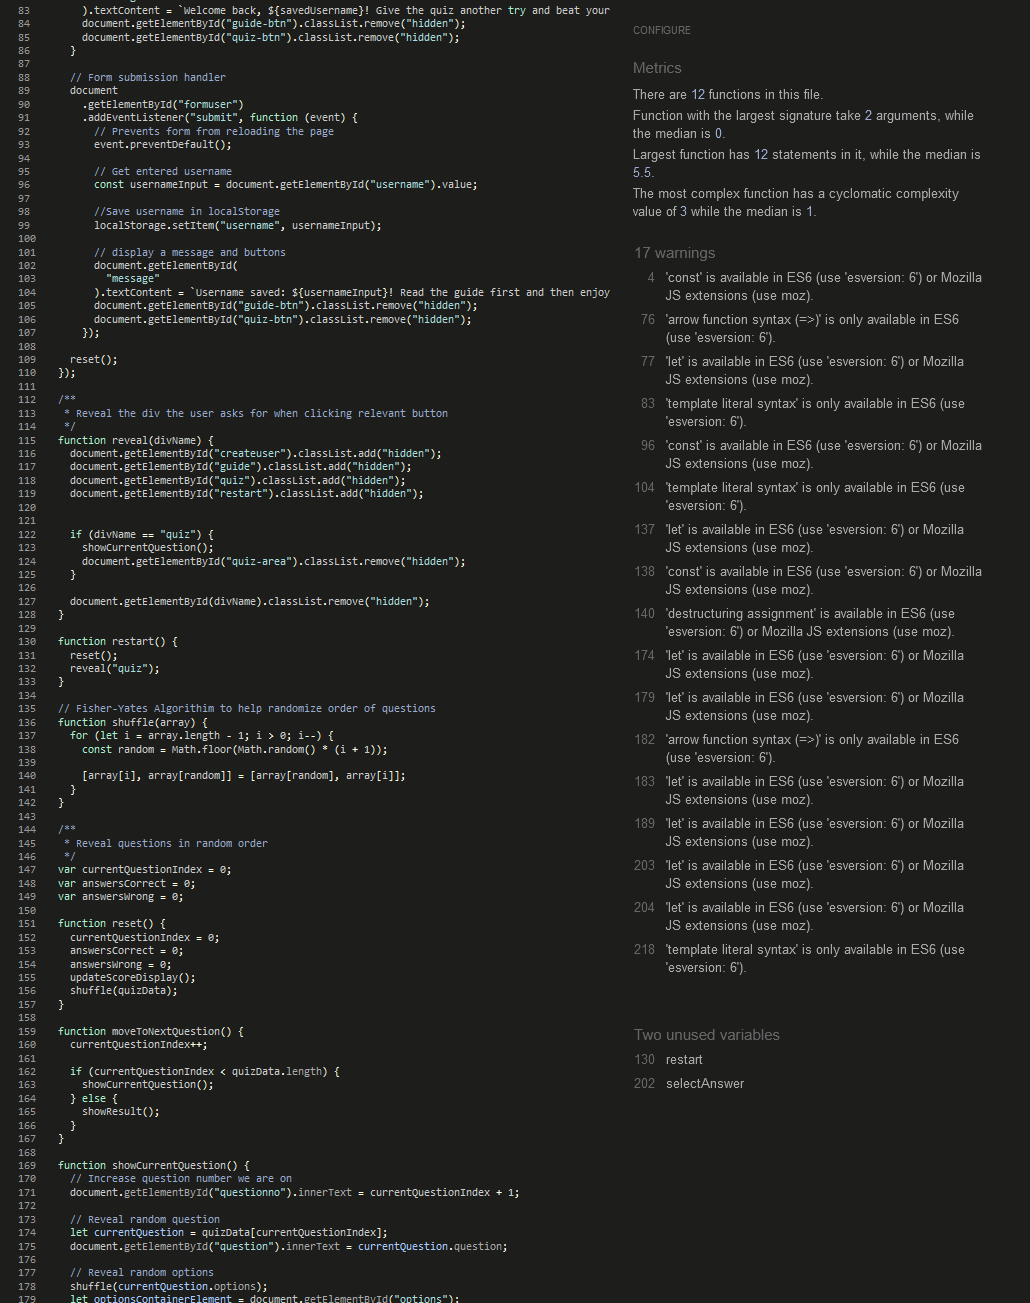 83 ).textContent = `Welcome back, ${savedUsername}! Give the quiz another try and beat your
84 document.getElementById("guide-btn").classList.remove("hidden");
85 document.getElementById("quiz-btn").classList.remove("hidden");
86 }
87
88 // Form submission handler
89 document
90 .getElementById("formuser")
91 .addEventListener("submit", function (event) {
92 // Prevents form from reloading the page
93 event.preventDefault();
94
95 // Get entered username
96 const usernameInput = document.getElementById("username").value;
97
98 //Save username in localStorage
99 localStorage.setItem("username", usernameInput);
100
101 // display a message and buttons
102 document.getElementById(
103 "message"
104 ).textContent = `Username saved: ${usernameInput}! Read the guide first and then enjoy
105 document.getElementById("guide-btn").classList.remove("hidden");
106 document.getElementById("quiz-btn").classList.remove("hidden");
107 });
108
109 reset();
110 });
111
112 /**
113 * Reveal the div the user asks for when clicking relevant button
114 */
115 function reveal(divName) {
116 document.getElementById("createuser").classList.add("hidden");
117 document.getElementById("guide").classList.add("hidden");
118 document.getElementById("quiz").classList.add("hidden");
119 document.getElementById("restart").classList.add("hidden");
120
121
122 if (divName == "quiz") {
123 showCurrentQuestion();
124 document.getElementById("quiz-area").classList.remove("hidden");
125 }
126
127 document.getElementById(divName).classList.remove("hidden");
128 }
129
130 function restart() {
131 reset();
132 reveal("quiz");
133 }
134
135 // Fisher-Yates Algorithim to help randomize order of questions
136 function shuffle(array) {
137 for (let i = array.length - 1; i > 0; i--) {
138 const random = Math.floor(Math.random() * (i + 1));
139
140 [array[i], array[random]] = [array[random], array[i]];
141 }
142 }
143
144 /**
145 * Reveal questions in random order
146 */
147 var currentQuestionIndex = 0;
148 var answersCorrect = 0;
149 var answersWrong = 0;
150
151 function reset() {
152 currentQuestionIndex = 0;
153 answersCorrect = 0;
154 answersWrong = 0;
155 updateScoreDisplay();
156 shuffle(quizData);
157 }
158
159 function moveToNextQuestion() {
160 currentQuestionIndex++;
161
162 if (currentQuestionIndex < quizData.length) {
163 showCurrentQuestion();
164 } else {
165 showResult();
166 }
167 }
168
169 function showCurrentQuestion() {
170 // Increase question number we are on
171 document.getElementById("questionno").innerText = currentQuestionIndex + 1;
172
173 // Reveal random question
174 let currentQuestion = quizData[currentQuestionIndex];
175 document.getElementById("question").innerText = currentQuestion.question;
176
177 // Reveal random options
178 shuffle(currentQuestion.options);
179 let optionsContainerElement = document.getElementById("options");
CONFIGURE
Metrics
There are 12 functions in this file.
Function with the largest signature take 2 arguments, while
the median is 0.
Largest function has 12 statements in it, while the median is
5.5.
The most complex function has a cyclomatic complexity
value of 3 while the median is 1.
17 warnings
4 'const' is available in ES6 (use 'esversion: 6') or Mozilla
JS extensions (use moz).
76 'arrow function syntax (=>)' is only available in ES6
(use 'esversion: 6').
77 'let' is available in ES6 (use 'esversion: 6') or Mozilla
JS extensions (use moz).
83 'template literal syntax' is only available in ES6 (use
'esversion: 6').
96 'const' is available in ES6 (use 'esversion: 6') or Mozilla
JS extensions (use moz).
104 'template literal syntax' is only available in ES6 (use
'esversion: 6').
137 'let' is available in ES6 (use 'esversion: 6') or Mozilla
JS extensions (use moz).
138 'const' is available in ES6 (use 'esversion: 6') or Mozilla
JS extensions (use moz).
140 'destructuring assignment' is available in ES6 (use
'esversion: 6') or Mozilla JS extensions (use moz).
174 'let' is available in ES6 (use 'esversion: 6') or Mozilla
JS extensions (use moz).
179 'let' is available in ES6 (use 'esversion: 6') or Mozilla
JS extensions (use moz).
182 'arrow function syntax (=>)' is only available in ES6
(use 'esversion: 6').
183 'let' is available in ES6 (use 'esversion: 6') or Mozilla
JS extensions (use moz).
189 'let' is available in ES6 (use 'esversion: 6') or Mozilla
JS extensions (use moz).
203 'let' is available in ES6 (use 'esversion: 6') or Mozilla
JS extensions (use moz).
204 'let' is available in ES6 (use 'esversion: 6') or Mozilla
JS extensions (use moz).
218 'template literal syntax' is only available in ES6 (use
'esversion: 6').
Two unused variables
130 restart
202 selectAnswer